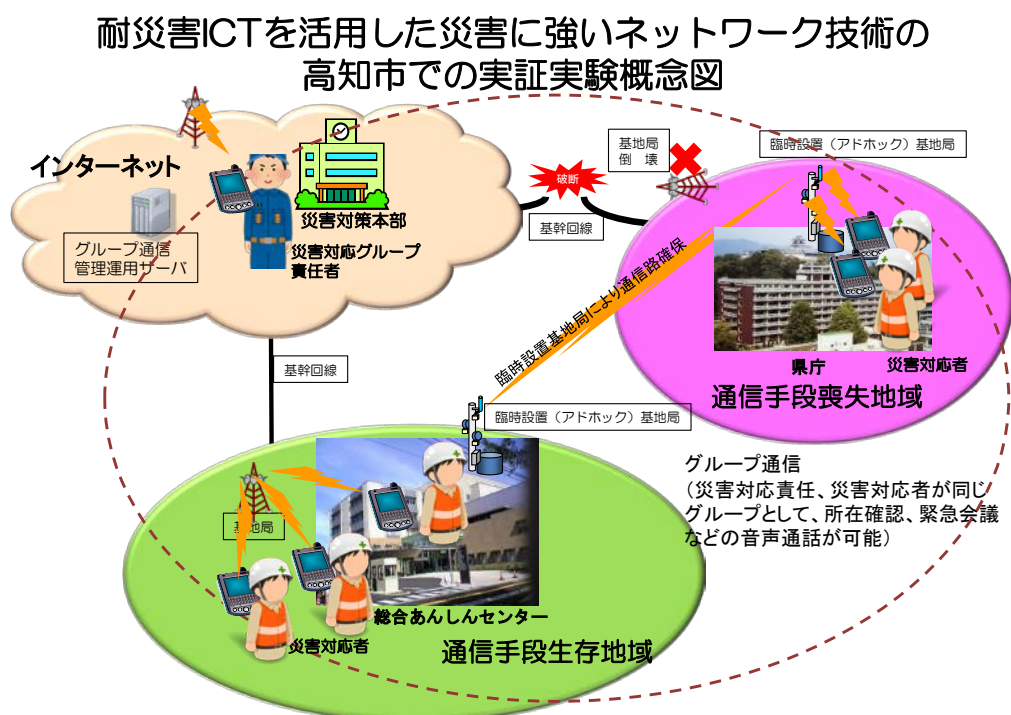 耐災害ICTを活用した災害に強いネットワーク技術の
高知市での実証実験概念図
インターネット
グループ通信
管理運用サーバ
災害対策本部
災害対応グループ
責任者
破断
基幹回線
基地局
倒　壊
臨時設置（アドホック）基地局
臨時設置基地局により通信路確保
県庁
災害対応者
通信手段喪失地域
基幹回線
臨時設置（アドホック）基地局
グループ通信
（災害対応責任、災害対応者が同じ
グループとして、所在確認、緊急会議
などの音声通話が可能）
基地局
総合あんしんセンター
災害対応者
通信手段生存地域